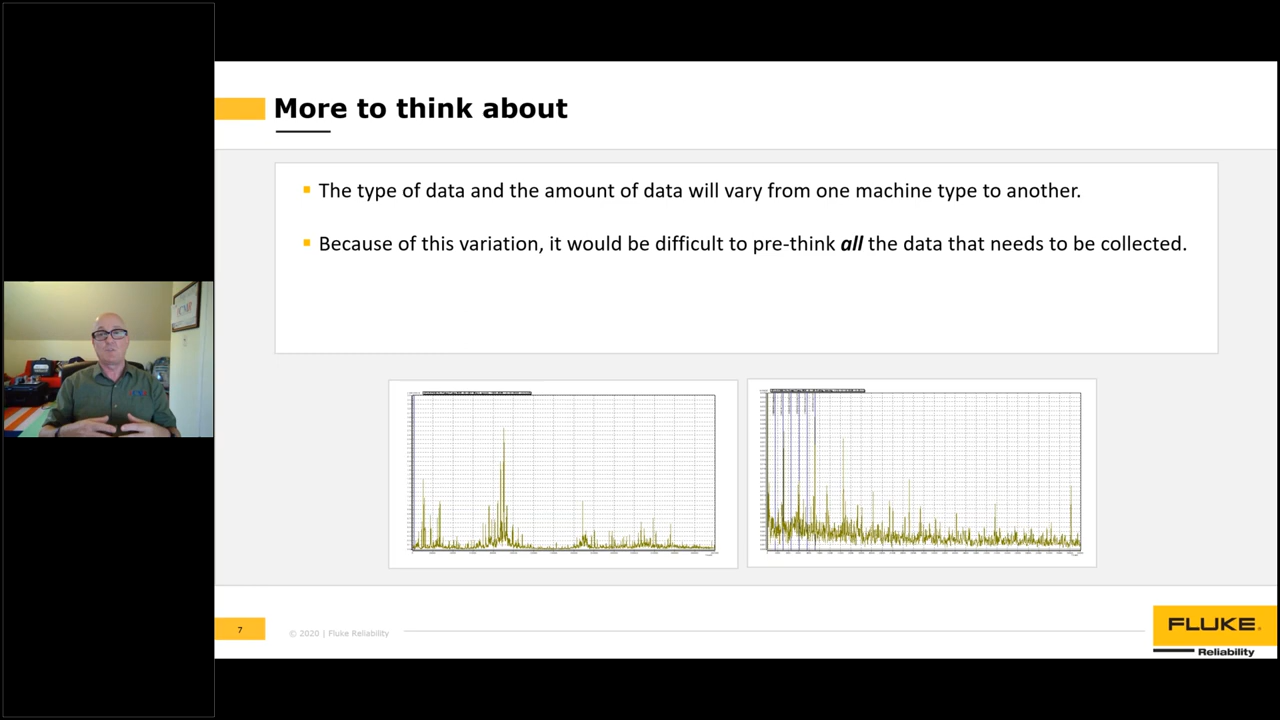 More to think about
The type of data and the amount of data will vary from one machine type to another.
Because of this variation, it would be difficult to pre-think all the data that needs to be collected.
7
© 2020 | Fluke Reliability
FLUKE®
Reliability